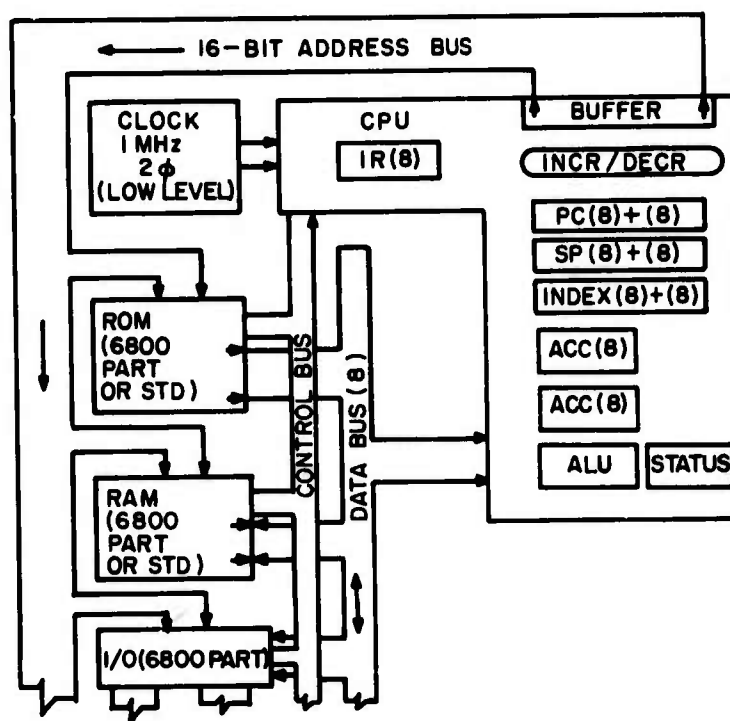 16-BIT ADDRESS BUS
CLOCK
1 MHz
2 ϕ
(LOW LEVEL)
CPU
IR(8)
BUFFER
INCR/DECR
PC(8)+(8)
SP(8)+(8)
INDEX(8)+(8)
ACC(8)
ACC(8)
ALU
STATUS
ROM
(6800
PART
OR STD)
CONTROL BUS
DATA BUS(8)
RAM
(6800
PART
OR STD)
I/O(6800 PART)